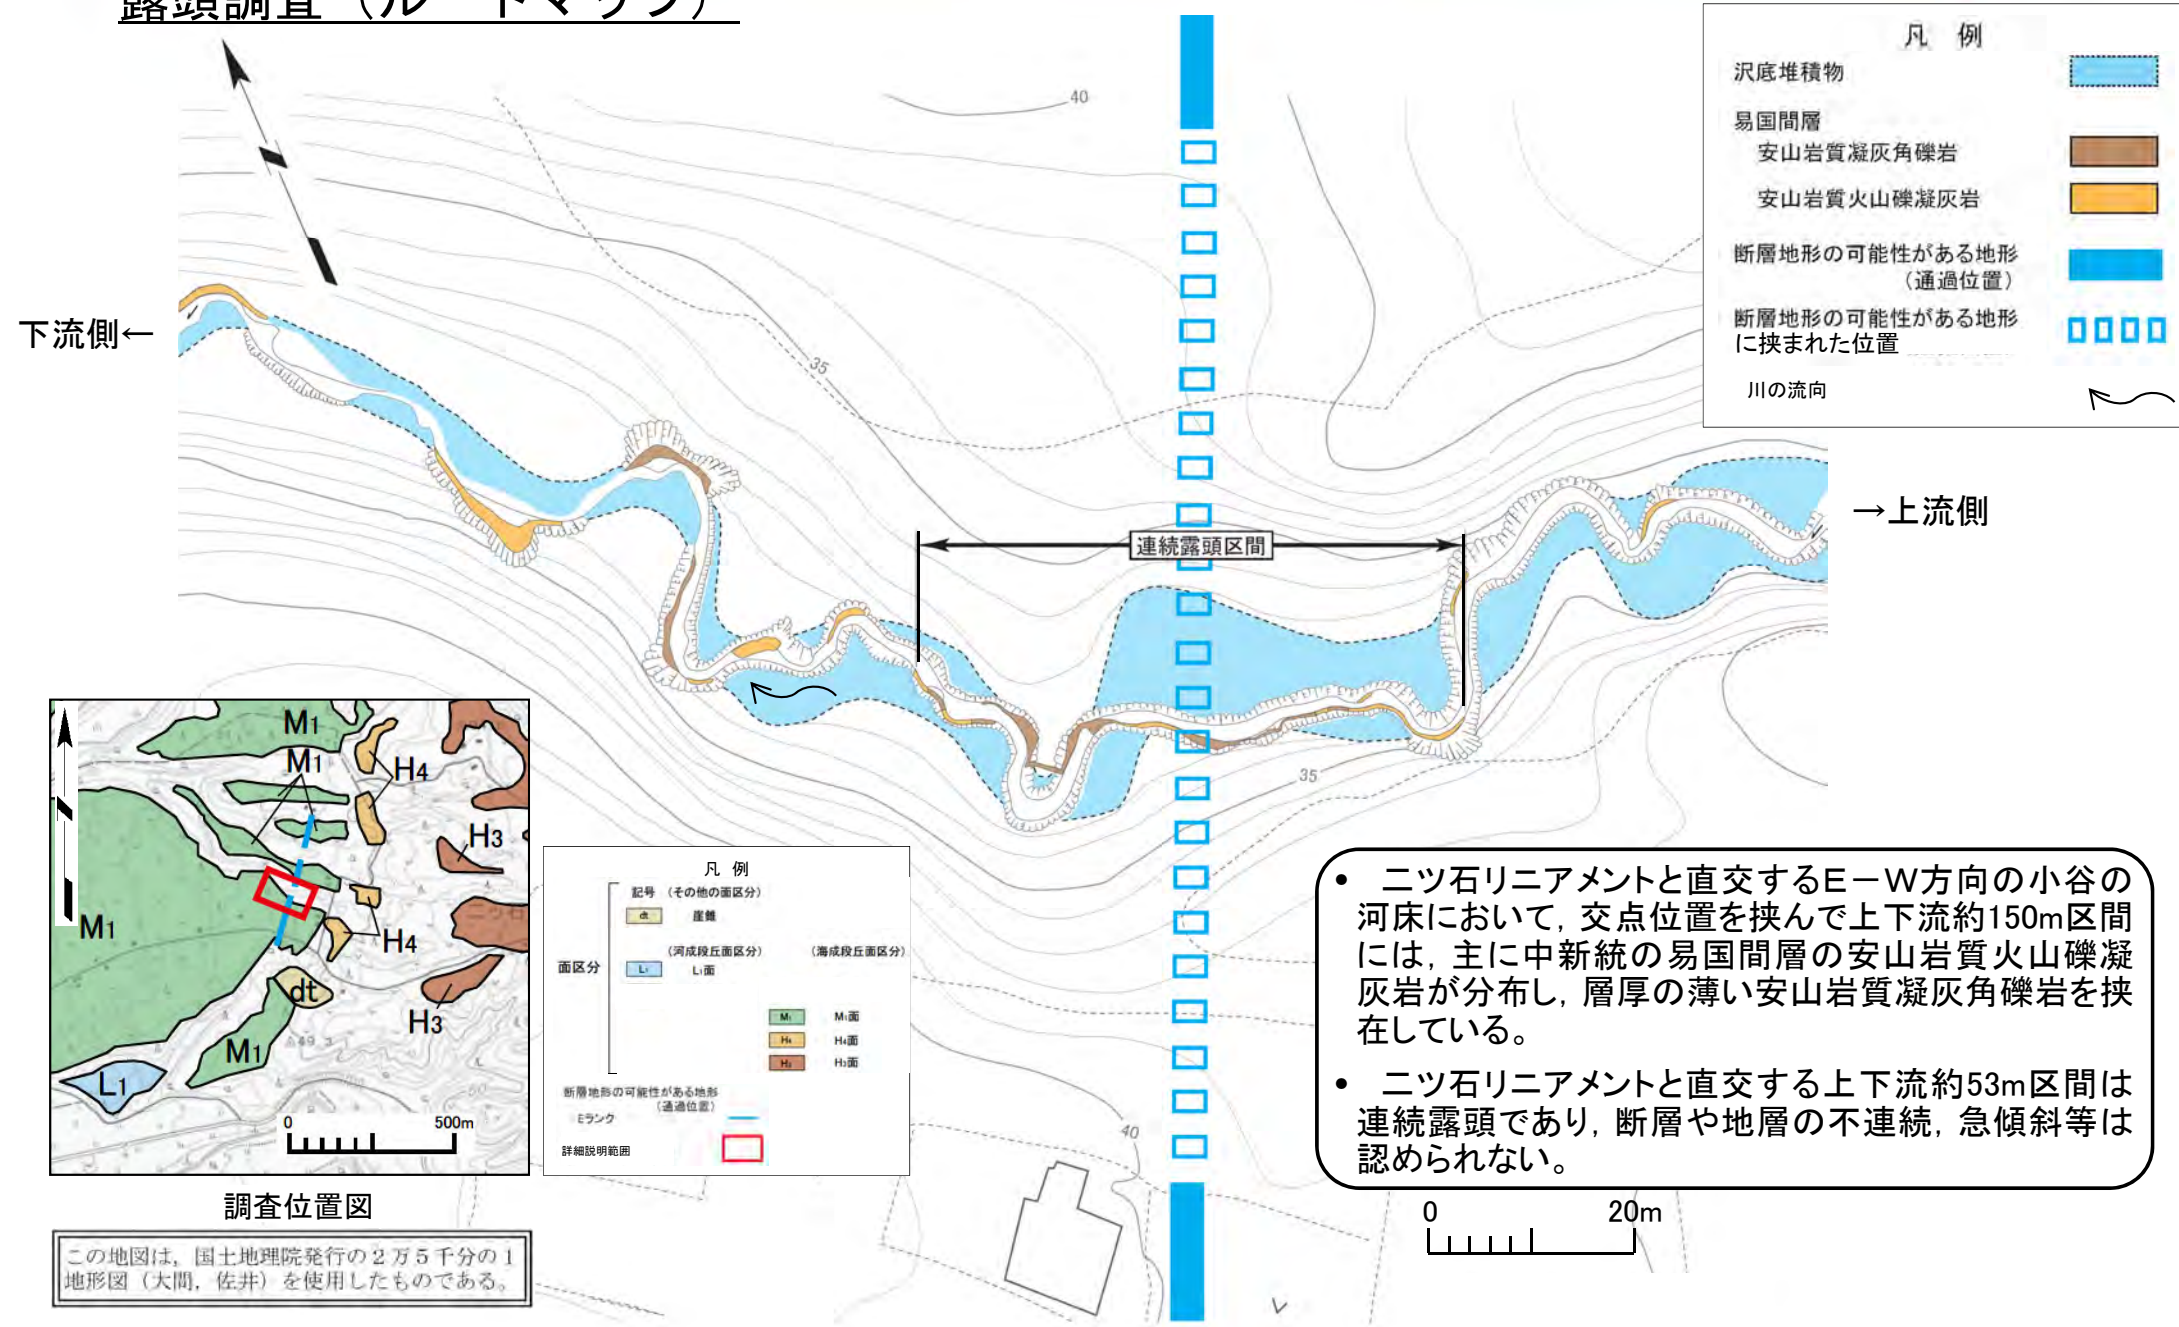 露頭調査（ルートマップ）
凡　例
沢底堆積物
易国間層
安山岩質凝灰角礫岩
安山岩質火山礫凝灰岩
断層地形の可能性がある地形
（通過位置）
断層地形の可能性がある地形
に挟まれた位置
川の流向
40
35
下流側←
→上流側
連続露頭区間
35
40
M1
M1
H4
H3
M1
H4
dt
H3
M1
L1
0
500m
調査位置図
この地図は，国土地理院発行の２万５千分の１
地形図（大間，佐井）を使用したものである。
凡　例
記号　（その他の面区分）
dt　崖錐
（河成段丘面区分）　（海成段丘面区分）
面区分
L1　L1面
M1　M1面
H4　H4面
H3　H3面
断層地形の可能性がある地形
（通過位置）
Eランク
詳細説明範囲
• 二ツ石リニアメントと直交するE－W方向の小谷の
河床において，交点位置を挟んで上下流約150m区間
には，主に中新統の易国間層の安山岩質火山礫凝
灰岩が分布し，層厚の薄い安山岩質凝灰角礫岩を挟
在している。
• 二ツ石リニアメントと直交する上下流約53m区間は
連続露頭であり，断層や地層の不連続，急傾斜等は
認められない。
0
20m